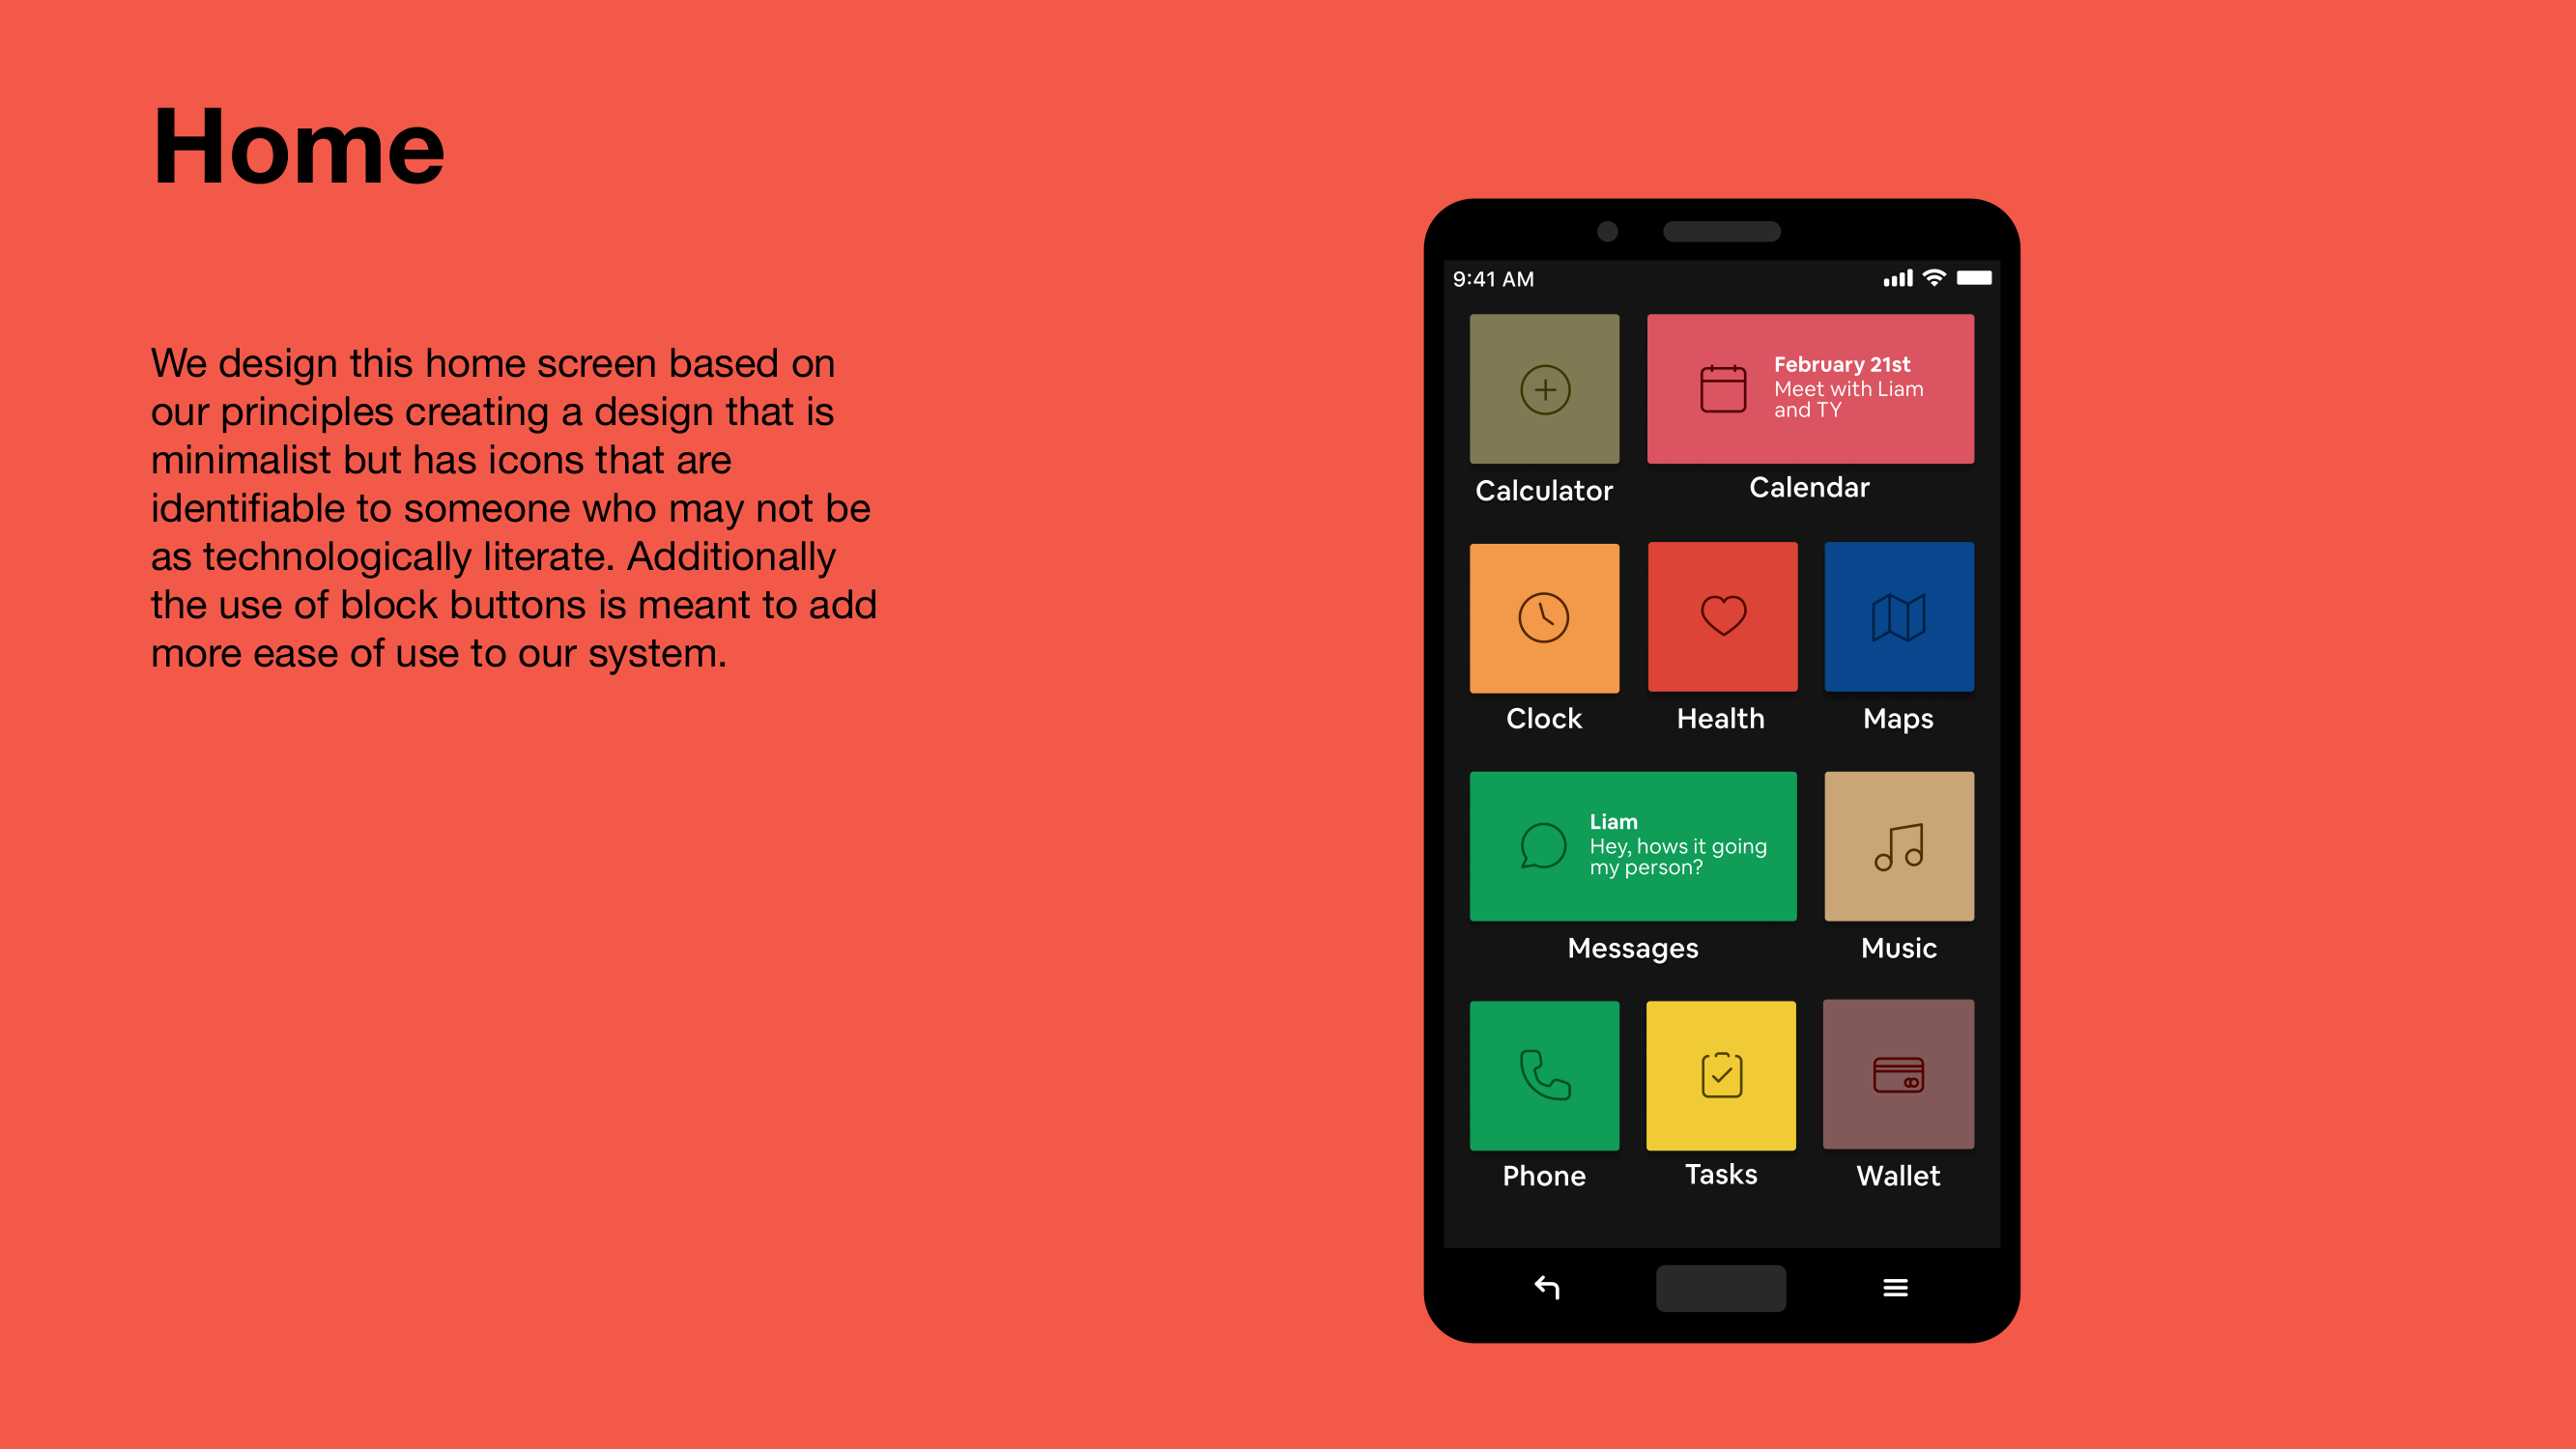 Home
We design this home screen based on
our principles creating a design that is
minimalist but has icons that are
identifiable to someone who may not be
as technologically literate. Additionally
the use of block buttons is meant to add
more ease of use to our system.
9:41 AM
February 21st
Meet with Liam
and TY
Calculator
Calendar
Clock
Health
Maps
Liam
Hey, hows it going
my person?
Messages
Music
Phone
Tasks
Wallet